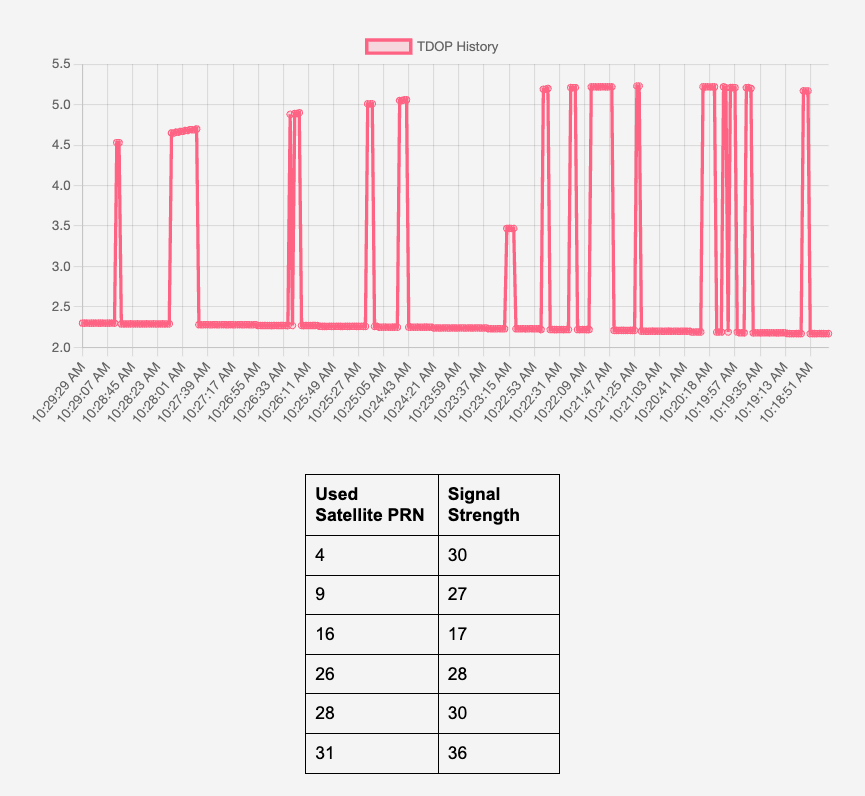 TDOP History
5.5
5.0
4.5
4.0
3.5
3.0
2.5
2.0
10:29:29 AM
10:29:07 AM
10:28:45 AM
10:28:23 AM
10:28:01 AM
10:27:39 AM
10:27:17 AM
10:26:55 AM
10:26:33 AM
10:26:11 AM
10:25:49 AM
10:25:27 AM
10:25:05 AM
10:24:43 AM
10:24:21 AM
10:23:59 AM
10:23:37 AM
10:23:15 AM
10:22:53 AM
10:22:31 AM
10:22:09 AM
10:21:47 AM
10:21:25 AM
10:21:03 AM
10:20:41 AM
10:20:18 AM
10:19:57 AM
10:19:35 AM
10:19:13 AM
10:18:51 AM
Used Signal
Satellite PRN Strength
4 30
9 27
16 17
26 28
28 30
31 36